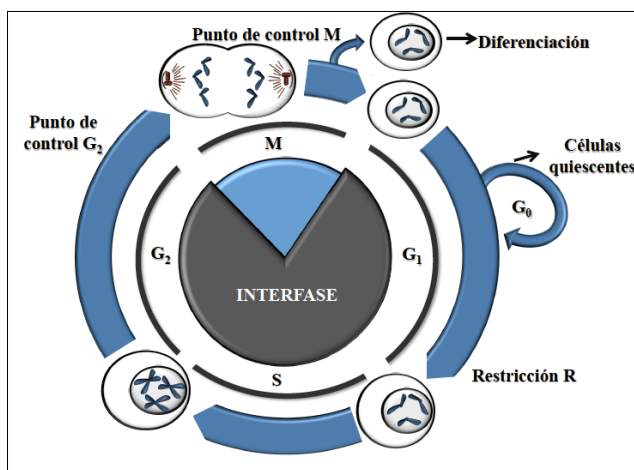 Punto de control M
Diferenciación
Punto de
control G₂
Células
quiescentes
G₀
M
G₂
G₁
INTERFASE
S
Restricción R